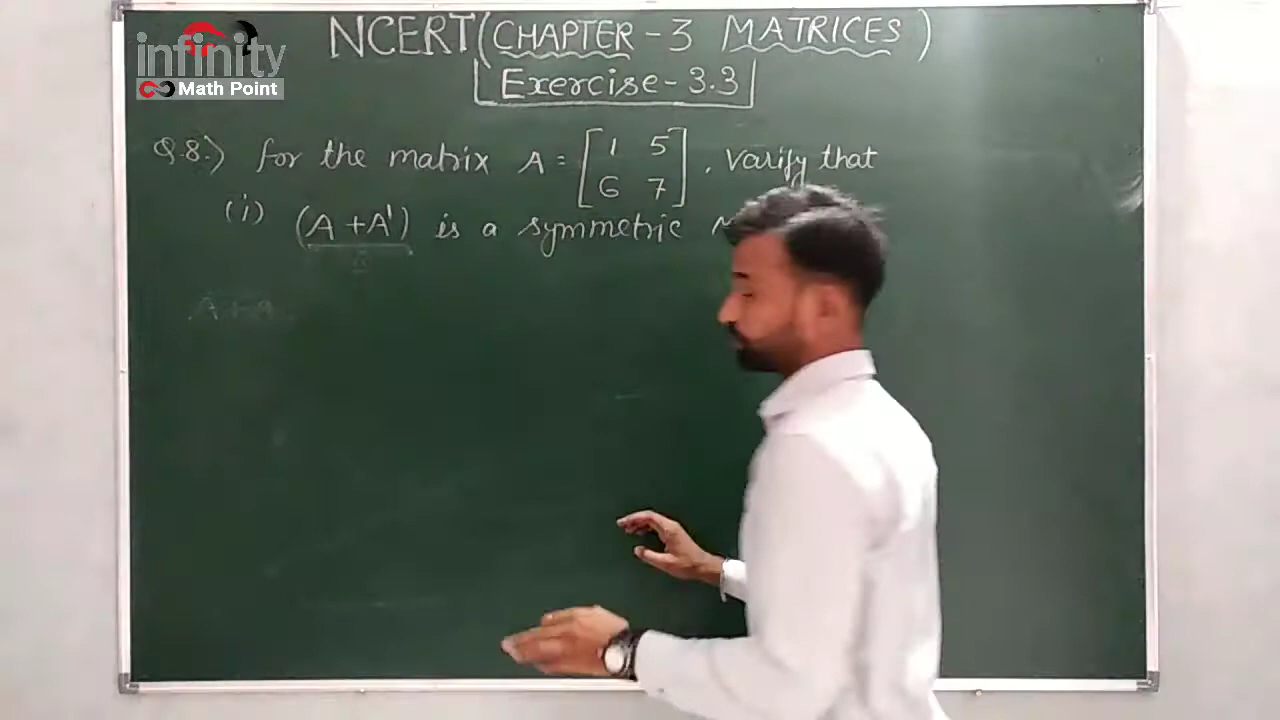 infinity
Math Point
NCERT (CHAPTER - 3 MATRICES)
Exercise - 3.3
Q.8.) for the matrix A = [1 5
6 7], varify that
(i) (A + A') is a symmetric